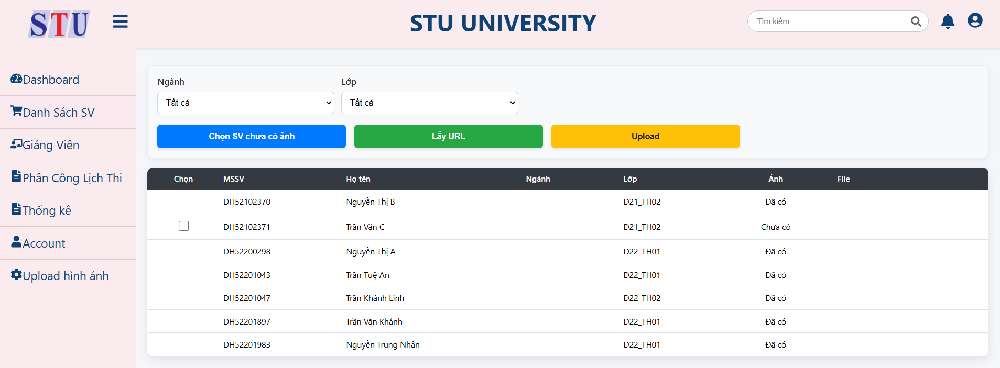 STU
STU UNIVERSITY
Tìm kiếm...
Dashboard
Danh Sách SV
Giảng Viên
Phân Công Lịch Thi
Thống kê
Account
Upload hình ảnh
Ngành Lớp
Tất cả Tất cả
Chọn SV chưa có ảnh Lấy URL Upload
Chọn MSSV Họ tên Ngành Lớp Ảnh File
DH52102370 Nguyễn Thị B D21_TH02 Đã có
DH52102371 Trần Văn C D21_TH02 Chưa có
DH52200298 Nguyễn Thị A D22_TH01 Đã có
DH52201043 Trần Tuệ An D22_TH01 Đã có
DH52201047 Trần Khánh Linh D22_TH02 Đã có
DH52201897 Trần Văn Khánh D22_TH01 Đã có
DH52201983 Nguyễn Trung Nhân D22_TH01 Đã có